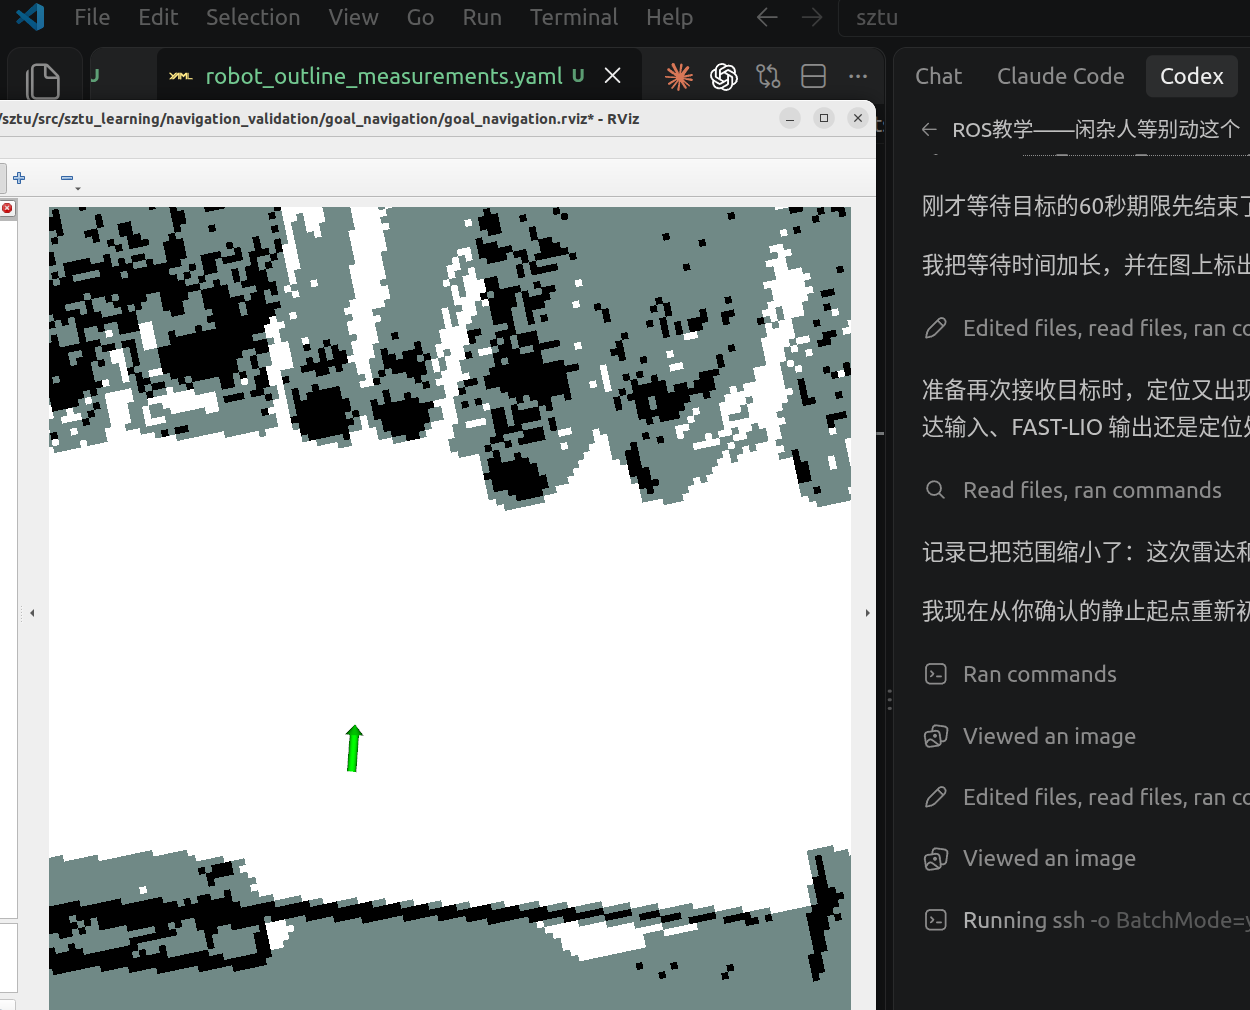 File Edit Selection View Go Run Terminal Help
sztu
U
YAML robot_outline_measurements.yaml U
Chat Claude Code Codex
/sztu/src/sztu_learning/navigation_validation/goal_navigation/goal_navigation.rviz* - RViz
ROS教学——闲杂人等别动这个
刚才等待目标的60秒期限先结束了
我把等待时间加长，并在图上标出
Edited files, read files, ran co
准备再次接收目标时，定位又出现
达输入、FAST-LIO 输出还是定位
Read files, ran commands
记录已把范围缩小了：这次雷达和
我现在从你确认的静止起点重新初
Ran commands
Viewed an image
Edited files, read files, ran co
Viewed an image
Running ssh -o BatchMode=y